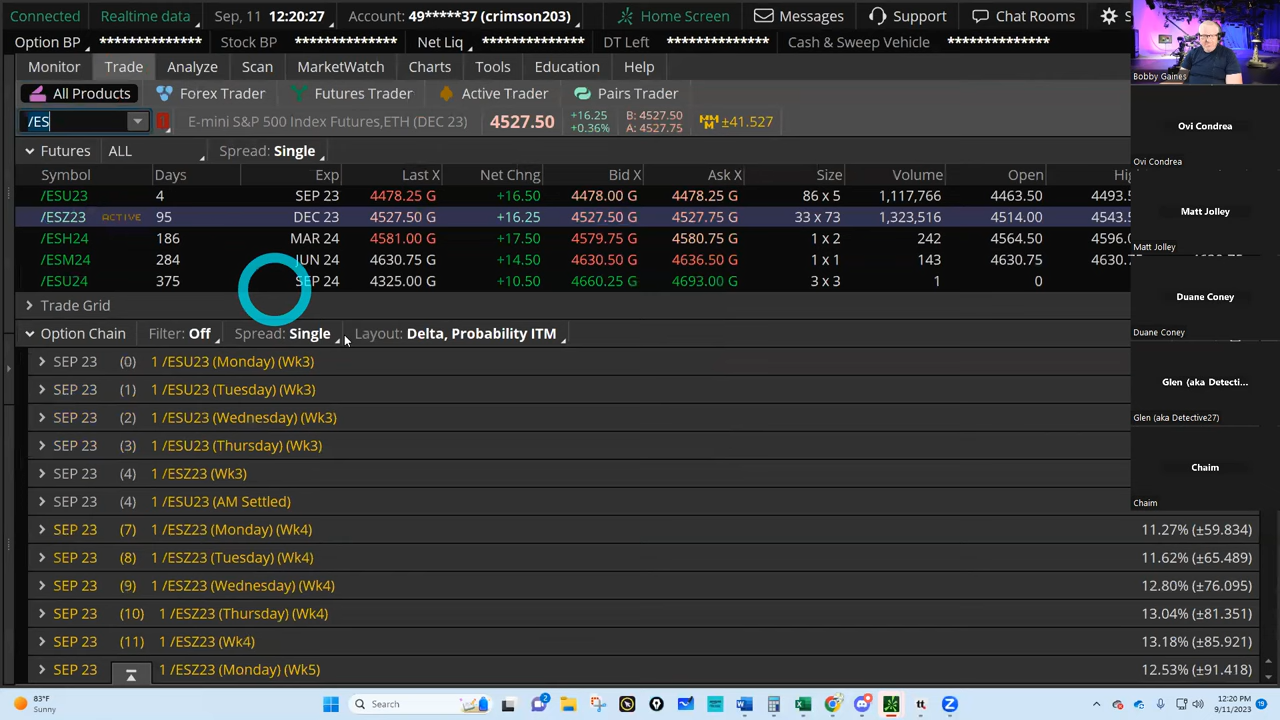 Connected Realtime data Sep, 11 12:20:27 Account: 49*****37 (crimson203) Home Screen Messages Support Chat Rooms S
Option BP ************** Stock BP ************** Net Liq ************** DT Left ************** Cash & Sweep Vehicle **************
Monitor Trade Analyze Scan MarketWatch Charts Tools Education Help
All Products Forex Trader Futures Trader Active Trader Pairs Trader
/ES E-mini S&P 500 Index Futures,ETH (DEC 23) 4527.50 +16.25 +0.36% B: 4527.50 A: 4527.75 ±41.527
Futures ALL Spread: Single
Symbol Days Exp Last X Net Chng Bid X Ask X Size Volume Open Hi
/ESU23 4 SEP 23 4478.25 G +16.50 4478.00 G 4478.25 G 86 x 5 1,117,766 4463.50 4493.5
/ESZ23 ACTIVE 95 DEC 23 4527.50 G +16.25 4527.50 G 4527.75 G 33 x 73 1,323,516 4514.00 4543.5
/ESH24 186 MAR 24 4581.00 G +17.50 4579.75 G 4580.75 G 1 x 2 242 4564.50 4596.0
/ESM24 284 JUN 24 4630.75 G +14.50 4630.50 G 4636.50 G 1 x 1 143 4630.75 4630.7
/ESU24 375 SEP 24 4325.00 G +10.50 4660.25 G 4693.00 G 3 x 3 1 0
Trade Grid
Option Chain Filter: Off Spread: Single Layout: Delta, Probability ITM
SEP 23 (0) 1 /ESU23 (Monday) (Wk3)
SEP 23 (1) 1 /ESU23 (Tuesday) (Wk3)
SEP 23 (2) 1 /ESU23 (Wednesday) (Wk3)
SEP 23 (3) 1 /ESU23 (Thursday) (Wk3)
SEP 23 (4) 1 /ESZ23 (Wk3)
SEP 23 (4) 1 /ESU23 (AM Settled)
SEP 23 (7) 1 /ESZ23 (Monday) (Wk4) 11.27% (±59.834)
SEP 23 (8) 1 /ESZ23 (Tuesday) (Wk4) 11.62% (±65.489)
SEP 23 (9) 1 /ESZ23 (Wednesday) (Wk4) 12.80% (±76.095)
SEP 23 (10) 1 /ESZ23 (Thursday) (Wk4) 13.04% (±81.351)
SEP 23 (11) 1 /ESZ23 (Wk4) 13.18% (±85.921)
SEP 23 1 /ESZ23 (Monday) (Wk5) 12.53% (±91.418)
Bobby Gaines
Ovi Condrea
Ovi Condrea
Matt Jolley
Matt Jolley
Duane Coney
Duane Coney
Glen (aka Detecti...
Glen (aka Detective27)
Chaim
Chaim
83°F
Sunny
Search
2
tt
12:20 PM
9/11/2023
19